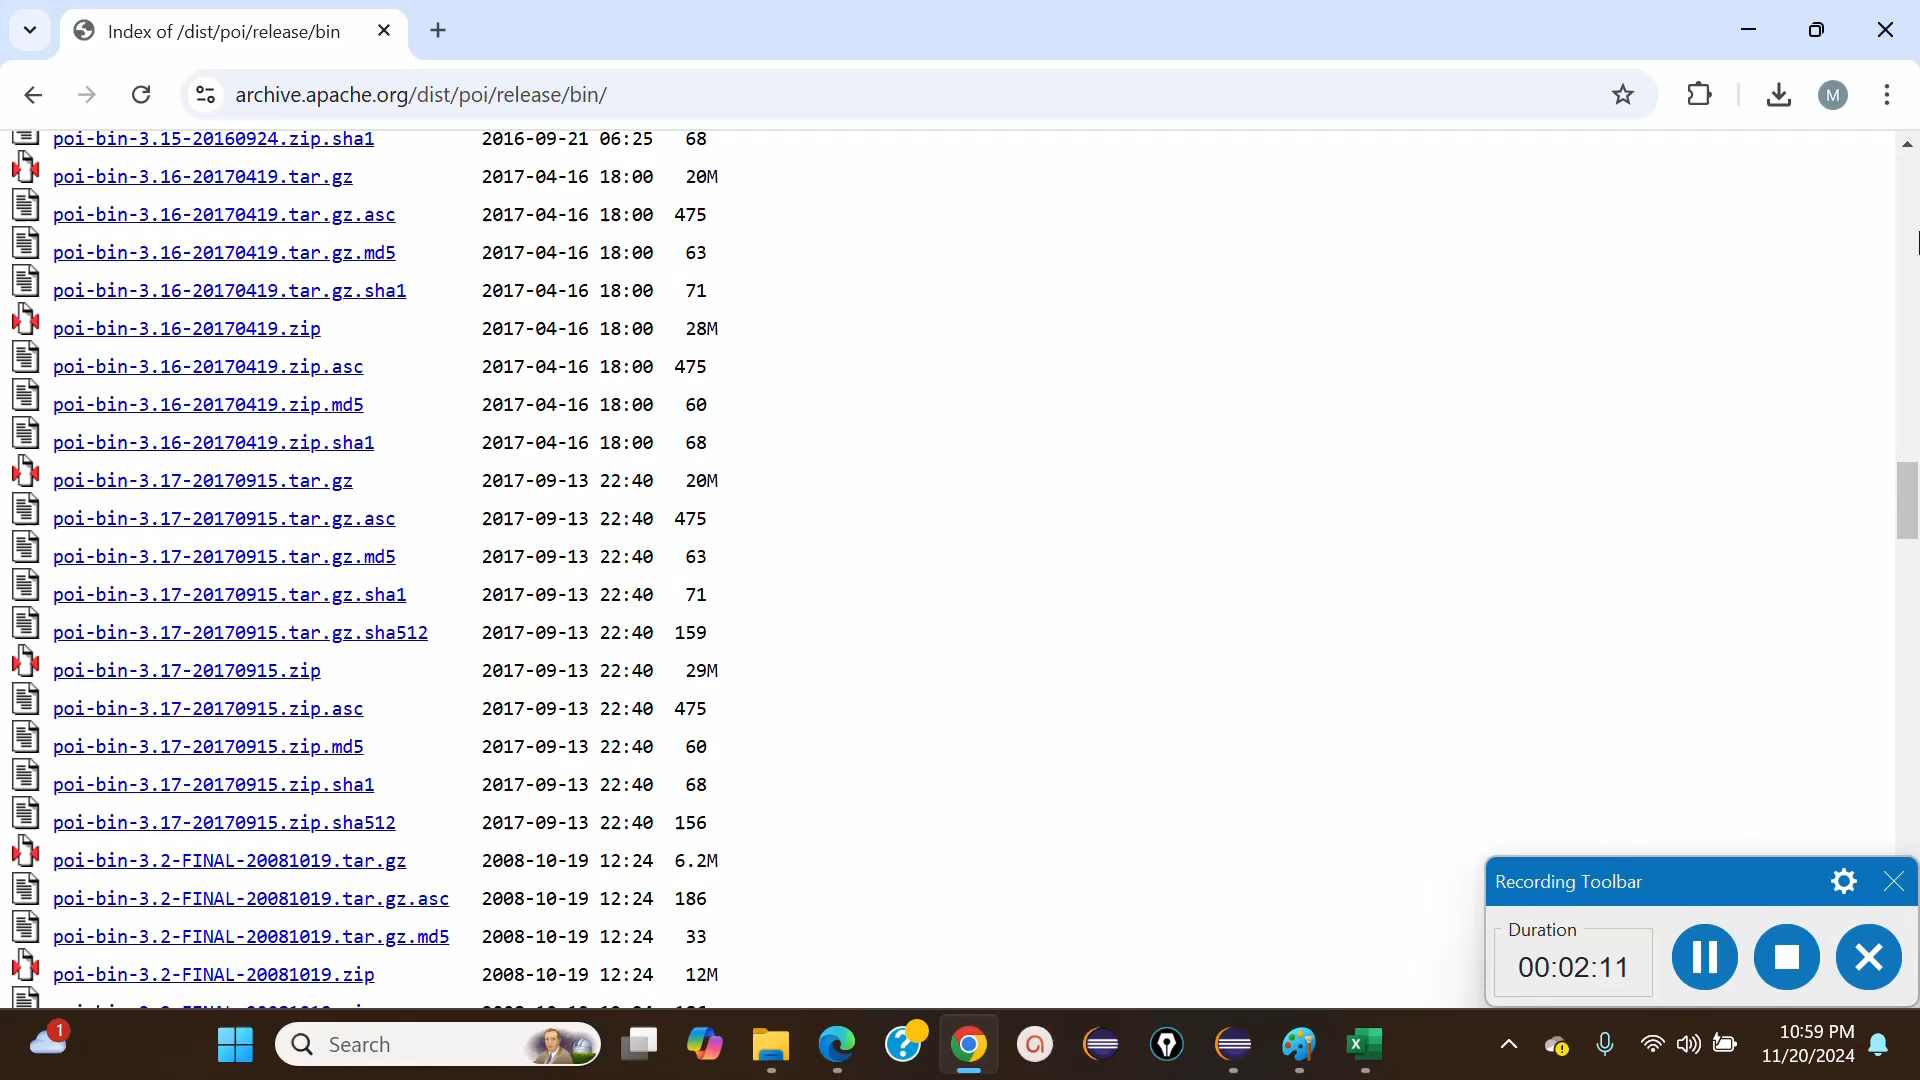 Index of /dist/poi/release/bin
archive.apache.org/dist/poi/release/bin/
M
poi-bin-3.15-20160924.zip.sha1 2016-09-21 06:25 68
poi-bin-3.16-20170419.tar.gz 2017-04-16 18:00 20M
poi-bin-3.16-20170419.tar.gz.asc 2017-04-16 18:00 475
poi-bin-3.16-20170419.tar.gz.md5 2017-04-16 18:00 63
poi-bin-3.16-20170419.tar.gz.sha1 2017-04-16 18:00 71
poi-bin-3.16-20170419.zip 2017-04-16 18:00 28M
poi-bin-3.16-20170419.zip.asc 2017-04-16 18:00 475
poi-bin-3.16-20170419.zip.md5 2017-04-16 18:00 60
poi-bin-3.16-20170419.zip.sha1 2017-04-16 18:00 68
poi-bin-3.17-20170915.tar.gz 2017-09-13 22:40 20M
poi-bin-3.17-20170915.tar.gz.asc 2017-09-13 22:40 475
poi-bin-3.17-20170915.tar.gz.md5 2017-09-13 22:40 63
poi-bin-3.17-20170915.tar.gz.sha1 2017-09-13 22:40 71
poi-bin-3.17-20170915.tar.gz.sha512 2017-09-13 22:40 159
poi-bin-3.17-20170915.zip 2017-09-13 22:40 29M
poi-bin-3.17-20170915.zip.asc 2017-09-13 22:40 475
poi-bin-3.17-20170915.zip.md5 2017-09-13 22:40 60
poi-bin-3.17-20170915.zip.sha1 2017-09-13 22:40 68
poi-bin-3.17-20170915.zip.sha512 2017-09-13 22:40 156
poi-bin-3.2-FINAL-20081019.tar.gz 2008-10-19 12:24 6.2M
poi-bin-3.2-FINAL-20081019.tar.gz.asc 2008-10-19 12:24 186
poi-bin-3.2-FINAL-20081019.tar.gz.md5 2008-10-19 12:24 33
poi-bin-3.2-FINAL-20081019.zip 2008-10-19 12:24 12M
Recording Toolbar
Duration
00:02:11
1
Search
10:59 PM
11/20/2024